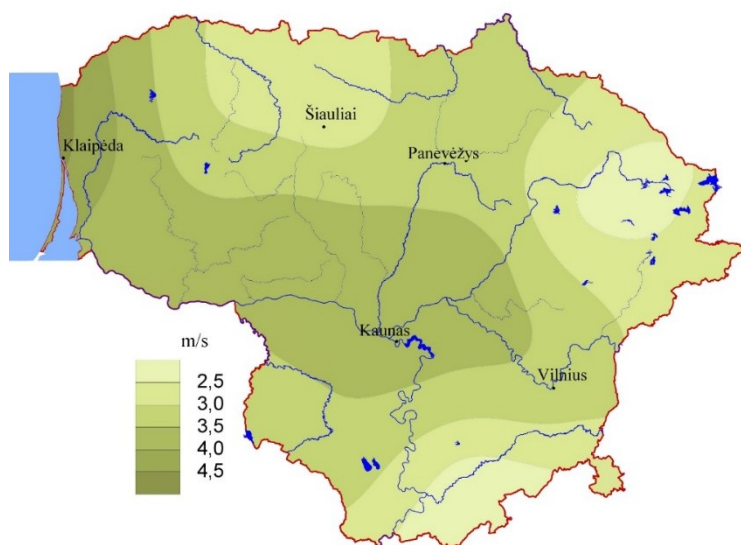 Šiauliai
Klaipėda
Panevėžys
Kaunas
m/s
Vilnius
2,5
3,0
3,5
4,0
4,5